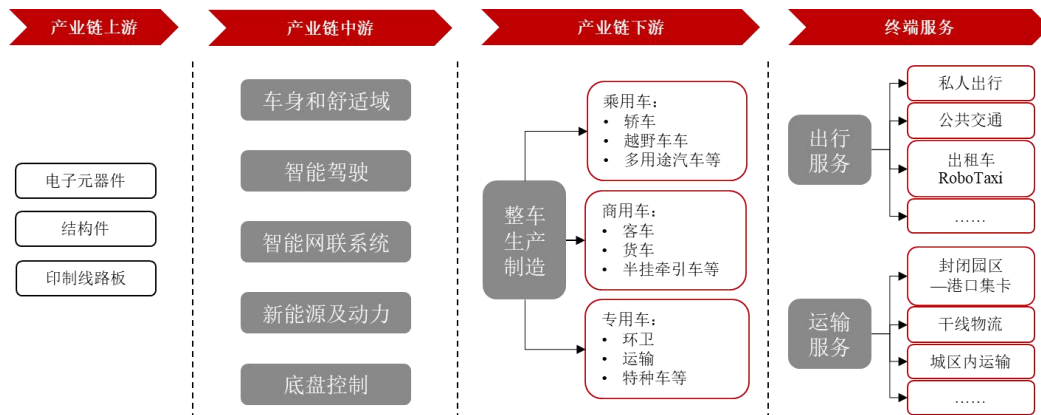 产业链上游
产业链中游
产业链下游
终端服务
电子元器件
结构件
印制线路板
车身和舒适域
智能驾驶
智能网联系统
新能源及动力
底盘控制
整车
生产
制造
乘用车：
• 轿车
• 越野车车
• 多用途汽车等
商用车：
• 客车
• 货车
• 半挂牵引车等
专用车：
• 环卫
• 运输
• 特种车等
出行
服务
私人出行
公共交通
出租车
RoboTaxi
……
运输
服务
封闭园区
—港口集卡
干线物流
城区内运输
……